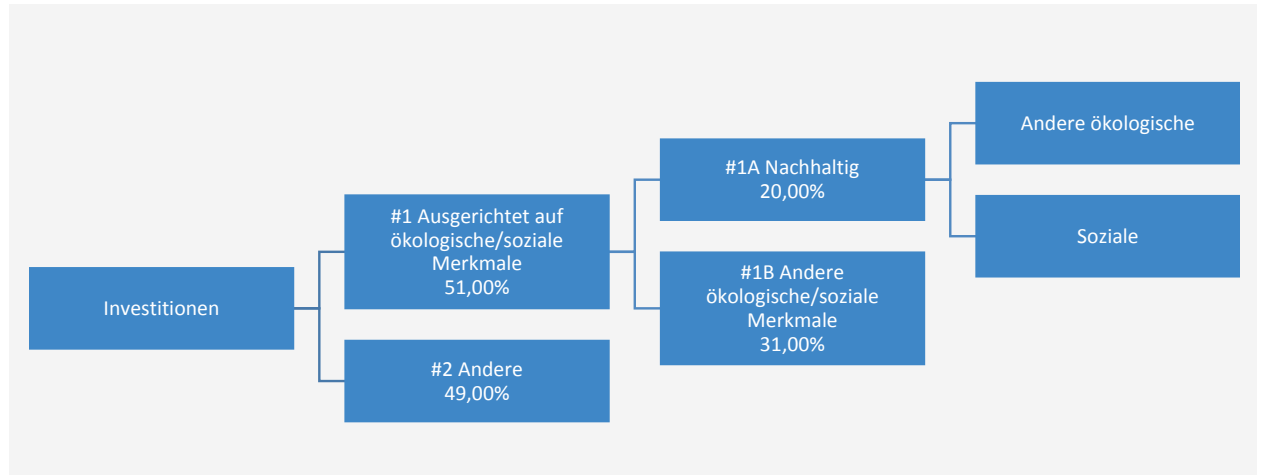 Investitionen
#1 Ausgerichtet auf
ökologische/soziale
Merkmale
51,00%
#2 Andere
49,00%
#1A Nachhaltig
20,00%
#1B Andere
ökologische/soziale
Merkmale
31,00%
Andere ökologische
Soziale